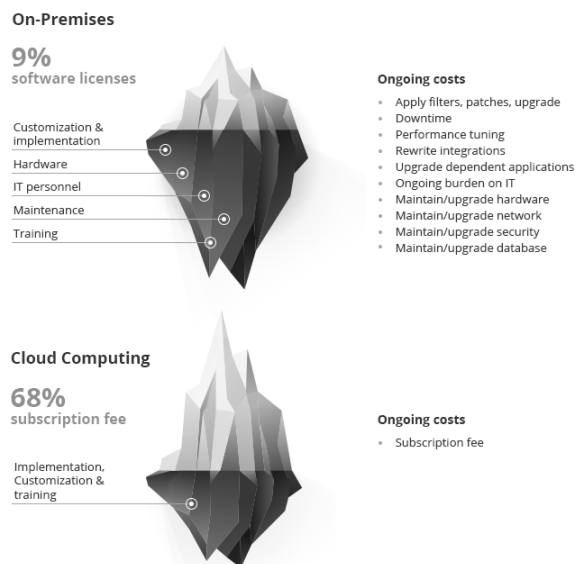 On-Premises
9%
software licenses
Customization &
implementation
Hardware
IT personnel
Maintenance
Training
Ongoing costs
Apply filters, patches, upgrade
Downtime
Performance tuning
Rewrite integrations
Upgrade dependent applications
Ongoing burden on IT
Maintain/upgrade hardware
Maintain/upgrade network
Maintain/upgrade security
Maintain/upgrade database
Cloud Computing
68%
subscription fee
Implementation,
Customization &
training
Ongoing costs
Subscription fee